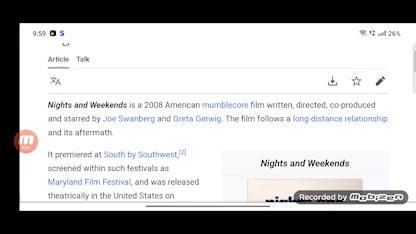 9:59 S 26%
Article Talk
Nights and Weekends is a 2008 American mumblecore film written, directed, co-produced
and starred by Joe Swanberg and Greta Gerwig. The film follows a long-distance relationship
and its aftermath.
It premiered at South by Southwest,[2]
screened within such festivals as
Maryland Film Festival, and was released
theatrically in the United States on
Nights and Weekends
Recorded by
Mobizen